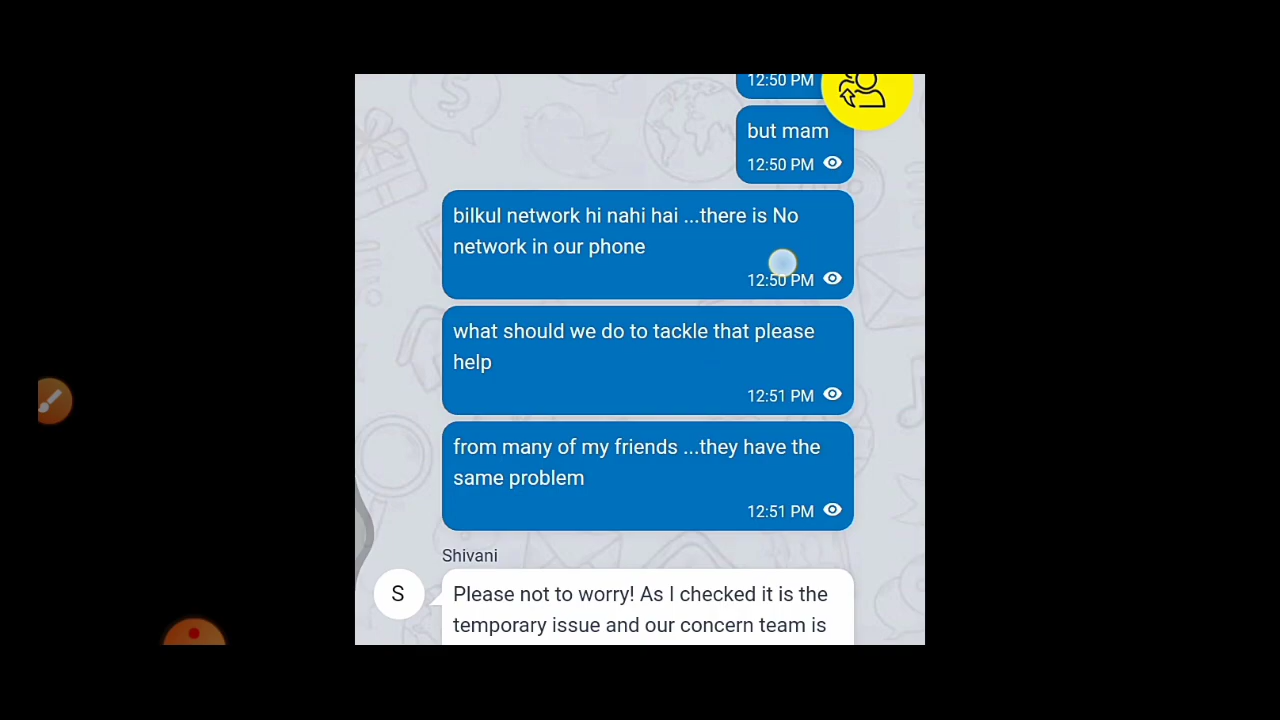 12:50 PM
but mam
12:50 PM
bilkul network hi nahi hai ...there is No
network in our phone
12:50 PM
what should we do to tackle that please
help
12:51 PM
from many of my friends ...they have the
same problem
12:51 PM
Shivani
S
Please not to worry! As I checked it is the
temporary issue and our concern team is